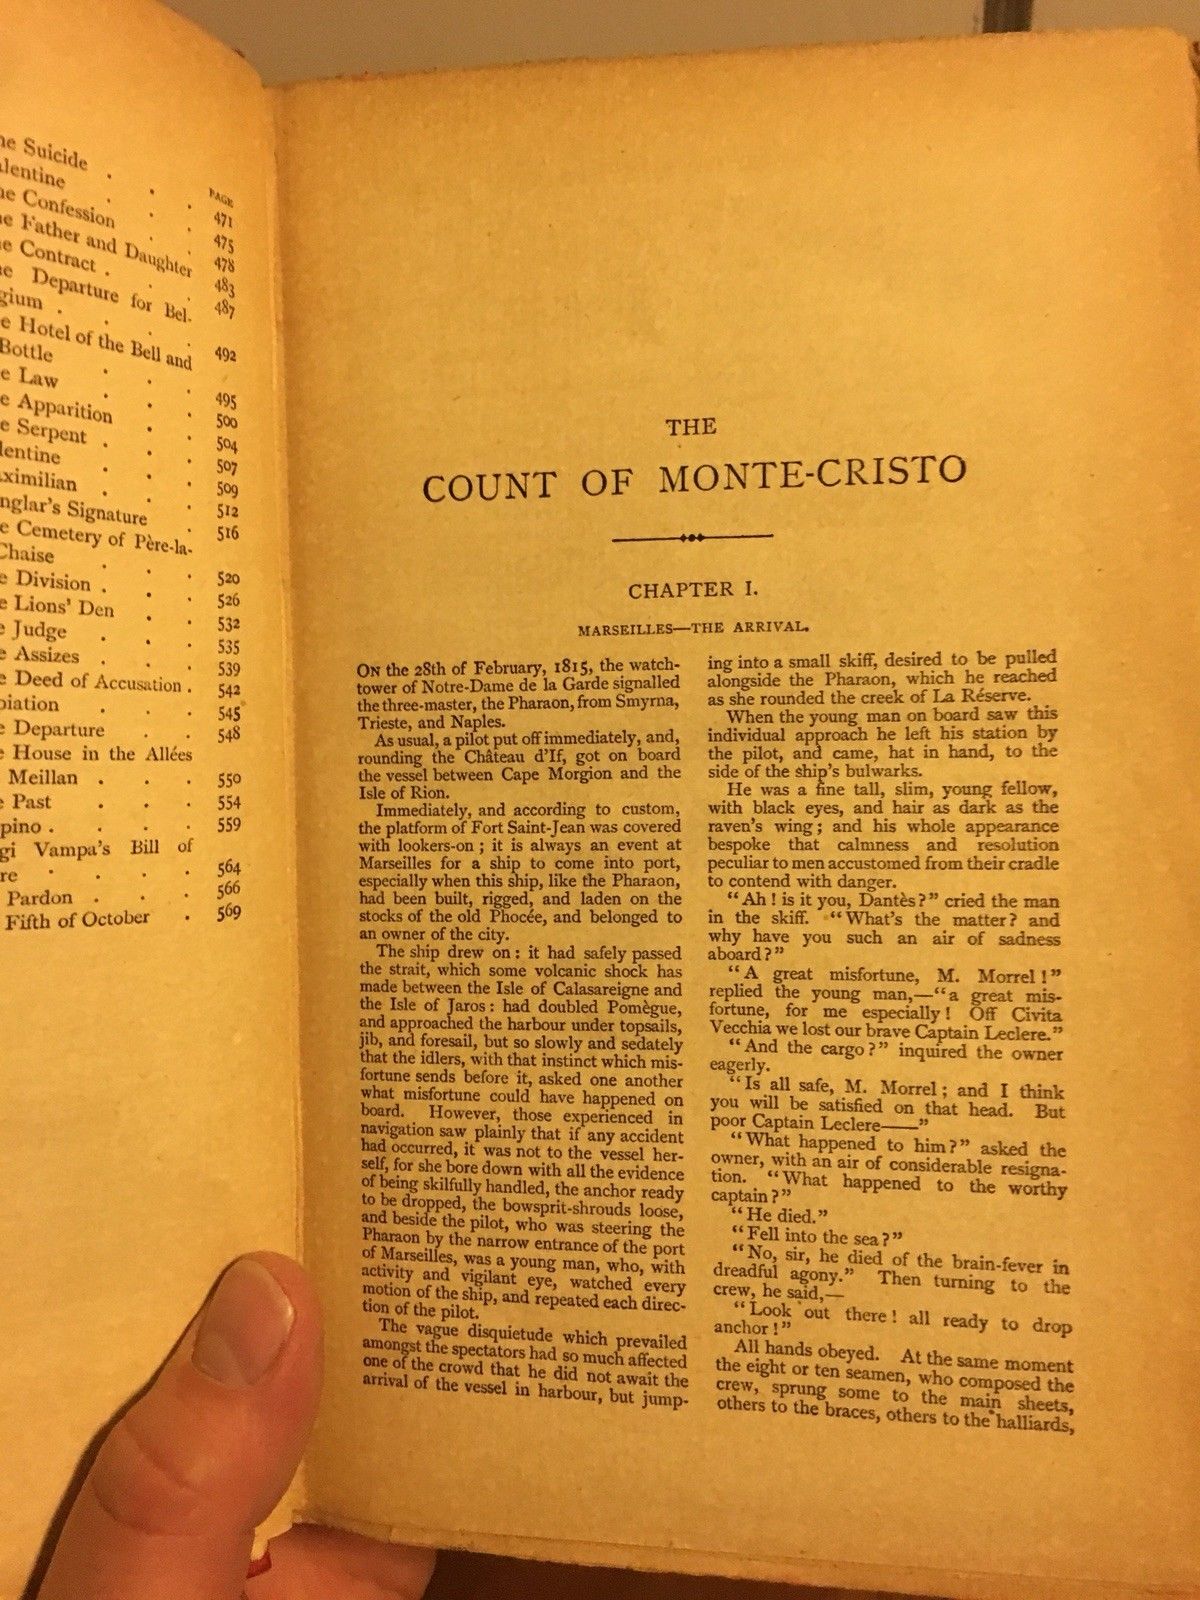 PAGE
Suicide . . . 471
. . . 475
Confession . . 478
Father and Daughter 483
Contract . . . 487
Departure for Bel-
. . . 492
Hotel of the Bell and
Bottle . . . 495
Law . . . 500
Apparition . . 504
Serpent . . . 507
. . . 509
. . . 512
Signature . 516
Cemetery of Père-la-
Chaise . . . 520
Division . . . 526
Lions' Den . . 532
Judge . . . 535
Assizes . . . 539
Deed of Accusation . 542
. . . 545
Departure . . 548
House in the Allées
Meillan . . . 550
Past . . . 554
. . . . 559
Vampa's Bill of
. . . . 564
Pardon . . . 566
Fifth of October . 569
THE
COUNT OF MONTE-CRISTO
CHAPTER I.
MARSEILLES—THE ARRIVAL.
ON the 28th of February, 1815, the watch-
tower of Notre-Dame de la Garde signalled
the three-master, the Pharaon, from Smyrna,
Trieste, and Naples.
As usual, a pilot put off immediately, and,
rounding the Château d'If, got on board
the vessel between Cape Morgion and the
Isle of Rion.
Immediately, and according to custom,
the platform of Fort Saint-Jean was covered
with lookers-on ; it is always an event at
Marseilles for a ship to come into port,
especially when this ship, like the Pharaon,
had been built, rigged, and laden on the
stocks of the old Phocée, and belonged to
an owner of the city.
The ship drew on : it had safely passed
the strait, which some volcanic shock has
made between the Isle of Calasareigne and
the Isle of Jaros : had doubled Pomègue,
and approached the harbour under topsails,
jib, and foresail, but so slowly and sedately
that the idlers, with that instinct which mis-
fortune sends before it, asked one another
what misfortune could have happened on
board. However, those experienced in
navigation saw plainly that if any accident
had occurred, it was not to the vessel her-
self, for she bore down with all the evidence
of being skilfully handled, the anchor ready
to be dropped, the bowsprit-shrouds loose,
and beside the pilot, who was steering the
Pharaon by the narrow entrance of the port
of Marseilles, was a young man, who, with
activity and vigilant eye, watched every
motion of the ship, and repeated each direc-
tion of the pilot.
The vague disquietude which prevailed
amongst the spectators had so much affected
one of the crowd that he did not await the
arrival of the vessel in harbour, but jump-
ing into a small skiff, desired to be pulled
alongside the Pharaon, which he reached
as she rounded the creek of La Réserve.
When the young man on board saw this
individual approach he left his station by
the pilot, and came, hat in hand, to the
side of the ship's bulwarks.
He was a fine tall, slim, young fellow,
with black eyes, and hair as dark as the
raven's wing ; and his whole appearance
bespoke that calmness and resolution
peculiar to men accustomed from their cradle
to contend with danger.
"Ah ! is it you, Dantès ?" cried the man
in the skiff. "What's the matter ? and
why have you such an air of sadness
aboard ?"
"A great misfortune, M. Morrel !"
replied the young man,—"a great mis-
fortune, for me especially ! Off Civita
Vecchia we lost our brave Captain Leclere."
"And the cargo ?" inquired the owner
eagerly.
"Is all safe, M. Morrel ; and I think
you will be satisfied on that head. But
poor Captain Leclere——"
"What happened to him ?" asked the
owner, with an air of considerable resigna-
tion. "What happened to the worthy
captain ?"
"He died."
"Fell into the sea ?"
"No, sir, he died of the brain-fever in
dreadful agony." Then turning to the
crew, he said,—
"Look out there ! all ready to drop
anchor !"
All hands obeyed. At the same moment
the eight or ten seamen, who composed the
crew, sprung some to the main sheets,
others to the braces, others to the halliards,